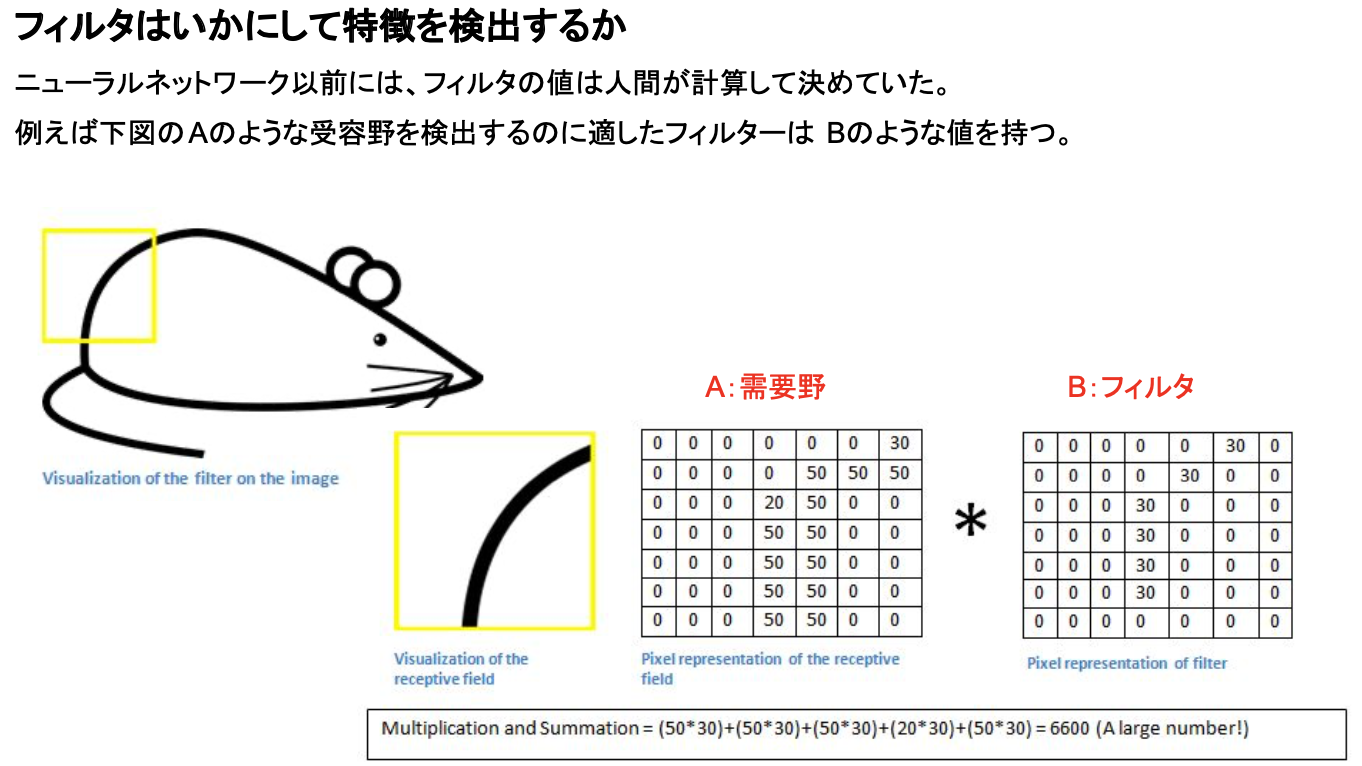 フィルタはいかにして特徴を検出するか
ニューラルネットワーク以前には、フィルタの値は人間が計算して決めていた。
例えば下図のAのような受容野を検出するのに適したフィルターは Bのような値を持つ。
Visualization of the filter on the image
Visualization of the
receptive field
A：需要野
0 0 0 0 0 0 30
0 0 0 0 50 50 50
0 0 0 20 50 0 0
0 0 0 50 50 0 0
0 0 0 50 50 0 0
0 0 0 50 50 0 0
0 0 0 50 50 0 0
Pixel representation of the receptive
field
*
B：フィルタ
0 0 0 0 0 30 0
0 0 0 0 30 0 0
0 0 0 30 0 0 0
0 0 0 30 0 0 0
0 0 0 30 0 0 0
0 0 0 30 0 0 0
0 0 0 0 0 0 0
Pixel representation of filter
Multiplication and Summation = (50*30)+(50*30)+(50*30)+(20*30)+(50*30) = 6600 (A large number!)